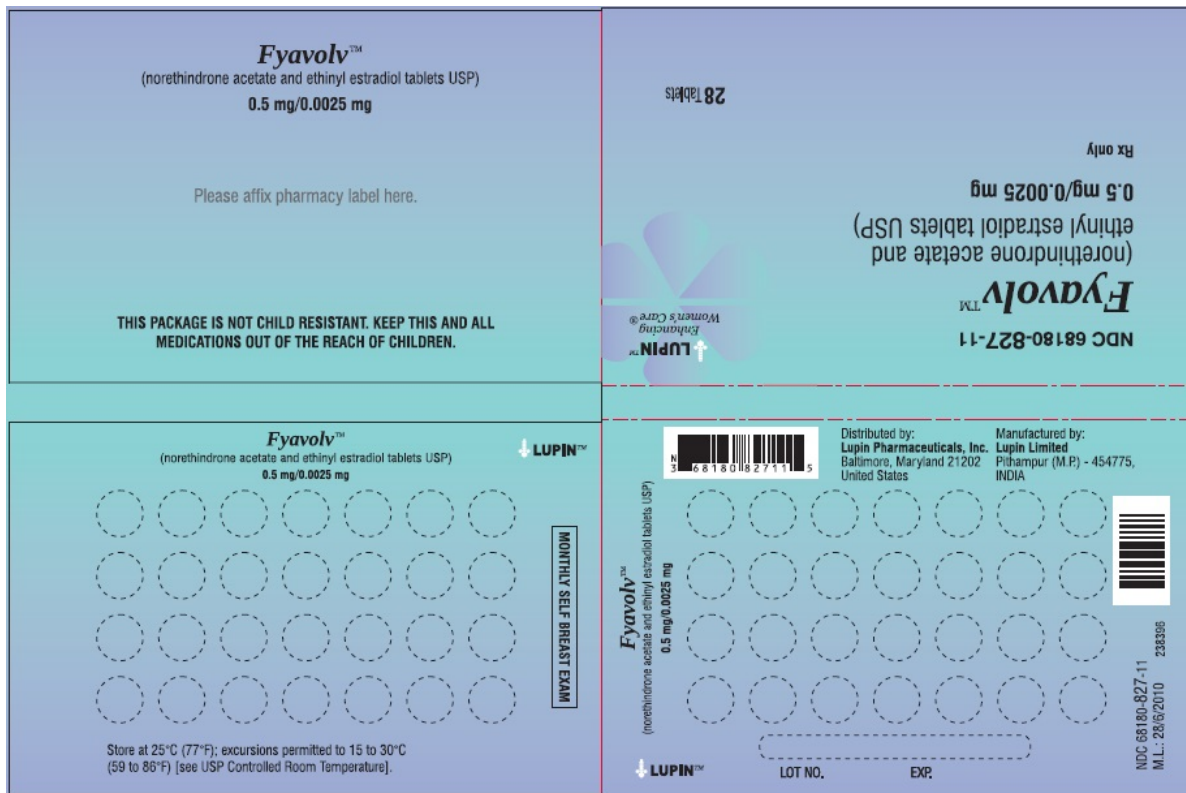 Fyavolv™
(norethindrone acetate and ethinyl estradiol tablets USP)
0.5 mg/0.0025 mg
Please affix pharmacy label here.
THIS PACKAGE IS NOT CHILD RESISTANT. KEEP THIS AND ALL
MEDICATIONS OUT OF THE REACH OF CHILDREN.
NDC 68180-827-11
Fyavolv™
(norethindrone acetate and
ethinyl estradiol tablets USP)
0.5 mg/0.0025 mg
Rx only
28 Tablets
LUPIN™
Enhancing
Women's Care®
Fyavolv™
(norethindrone acetate and ethinyl estradiol tablets USP)
0.5 mg/0.0025 mg
LUPIN™
MONTHLY SELF BREAST EXAM
Store at 25°C (77°F); excursions permitted to 15 to 30°C
(59 to 86°F) [see USP Controlled Room Temperature].
N
3 68180 82711 5
Distributed by:
Lupin Pharmaceuticals, Inc.
Baltimore, Maryland 21202
United States
Manufactured by:
Lupin Limited
Pithampur (M.P.) - 454775,
INDIA
Fyavolv™
(norethindrone acetate and ethinyl estradiol tablets USP)
0.5 mg/0.0025 mg
NDC 68180-827-11
M.L.: 28/6/2010
238396
LUPIN™
LOT NO.
EXP.